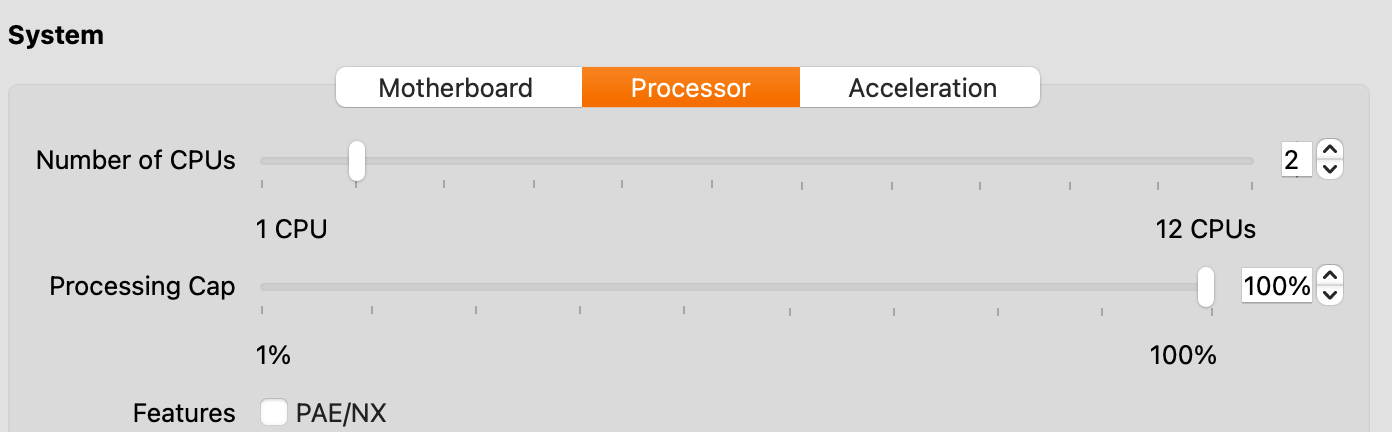 System
Motherboard Processor Acceleration
Number of CPUs 2
1 CPU 12 CPUs
Processing Cap 100%
1% 100%
Features PAE/NX